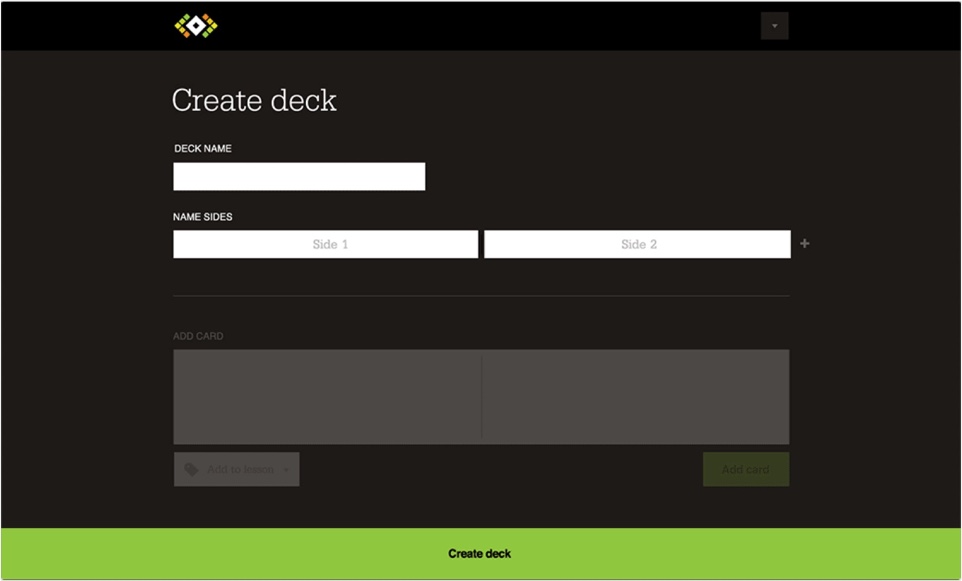 Create deck
DECK NAME
NAME SIDES
Side 1 Side 2 +
ADD CARD
Add to lesson Add card
Create deck